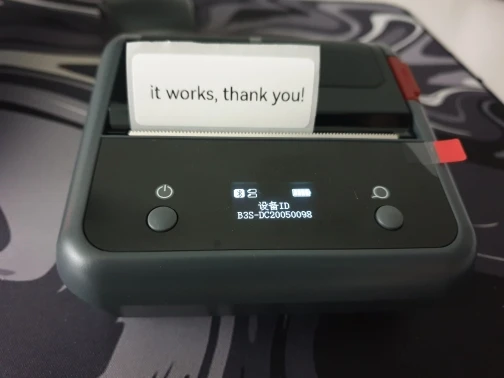 it works, thank you!
设备ID
B3S-DC20050098